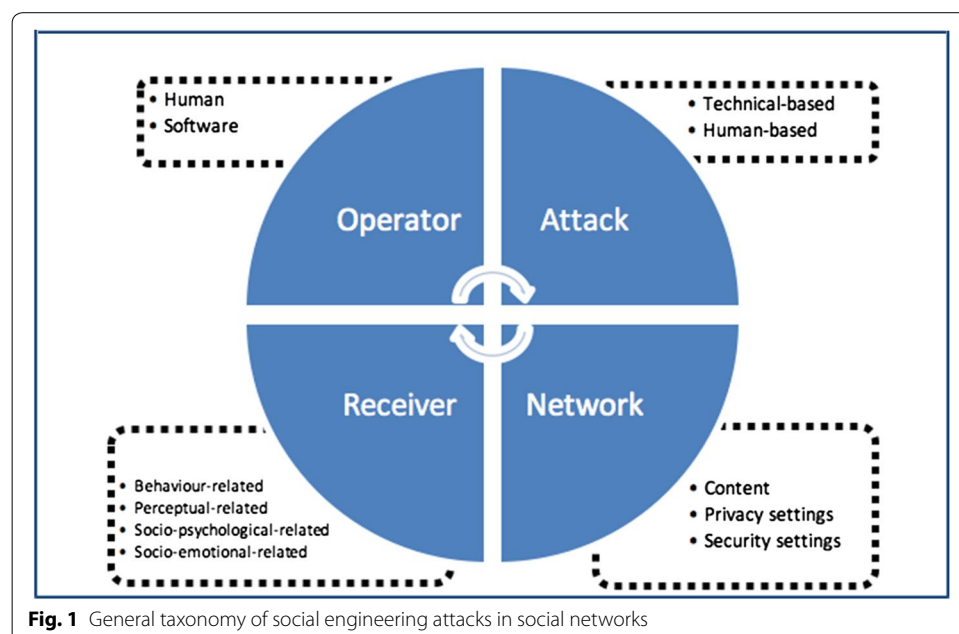 • Human
• Software
• Technical-based
• Human-based
Operator
Attack
Receiver
Network
• Behaviour-related
• Perceptual-related
• Socio-psychological-related
• Socio-emotional-related
• Content
• Privacy settings
• Security settings
Fig. 1 General taxonomy of social engineering attacks in social networks